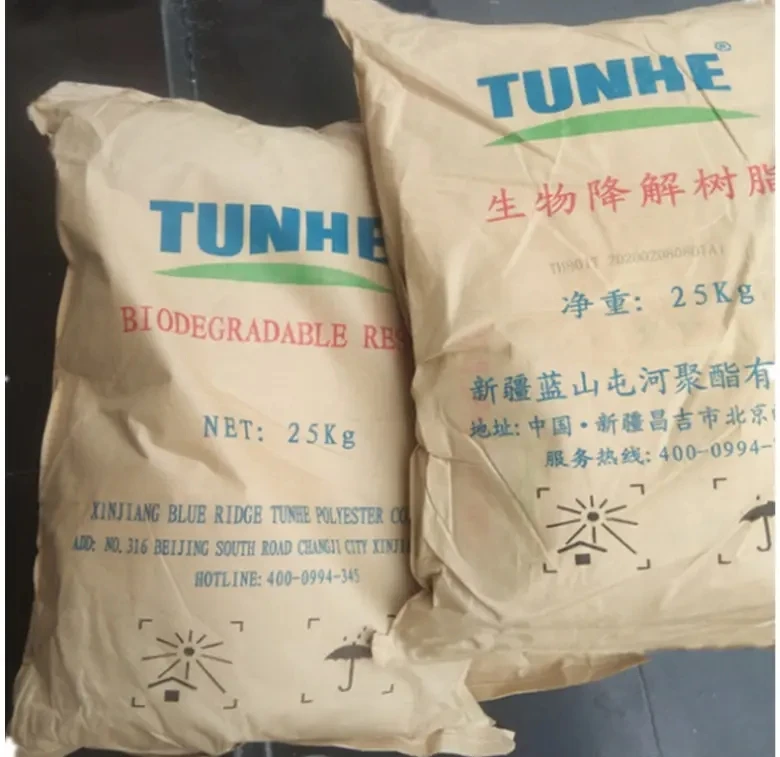 TUNHE
BIODEGRADABLE RES
NET: 25Kg
XINJIANG BLUE RIDGE TUNHE POLYESTER CO.
ADD: NO.316 BEIJING SOUTH ROAD CHANGJI CITY XINJI
HOTLINE: 400-0994-345
TUNHE®
生物降解树脂
TH801T 20200208080TA1
净重: 25Kg
新疆蓝山屯河聚酯有
地址: 中国·新疆昌吉市北京
服务热线: 400-0994-